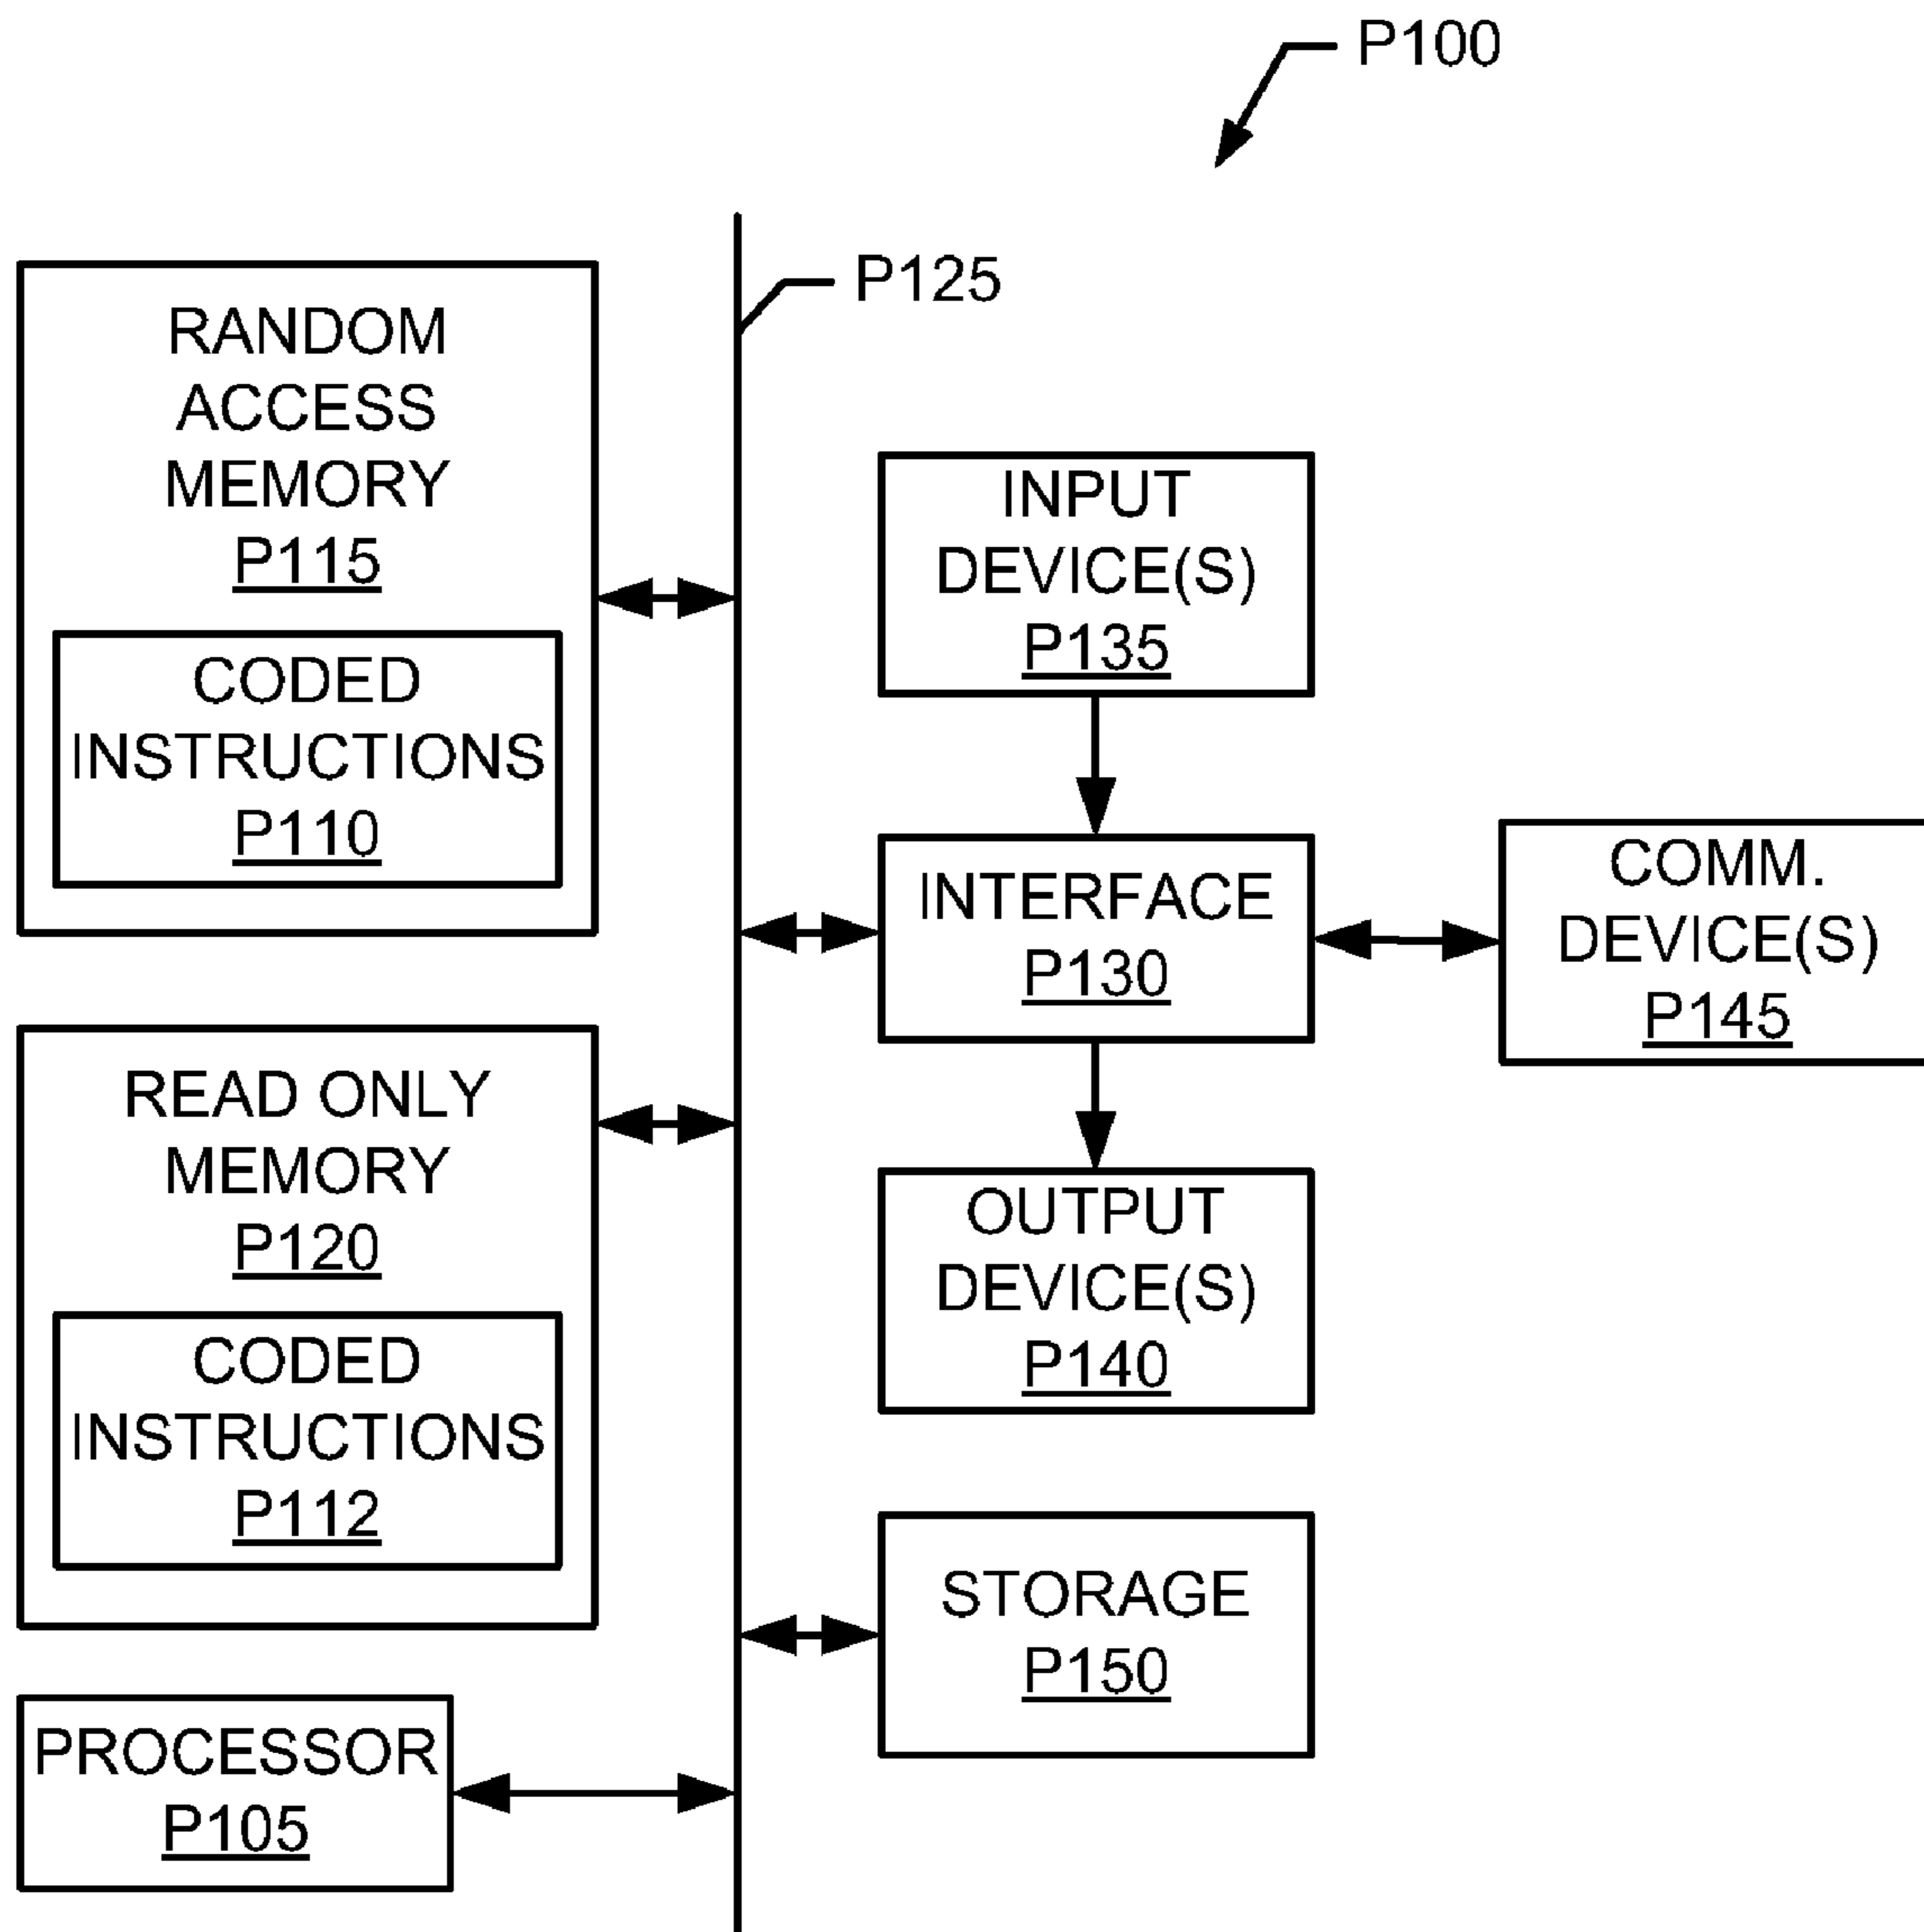 P100
P125
RANDOM
ACCESS
MEMORY
P115
CODED
INSTRUCTIONS
P110
READ ONLY
MEMORY
P120
CODED
INSTRUCTIONS
P112
PROCESSOR
P105
INPUT
DEVICE(S)
P135
INTERFACE
P130
OUTPUT
DEVICE(S)
P140
STORAGE
P150
COMM.
DEVICE(S)
P145